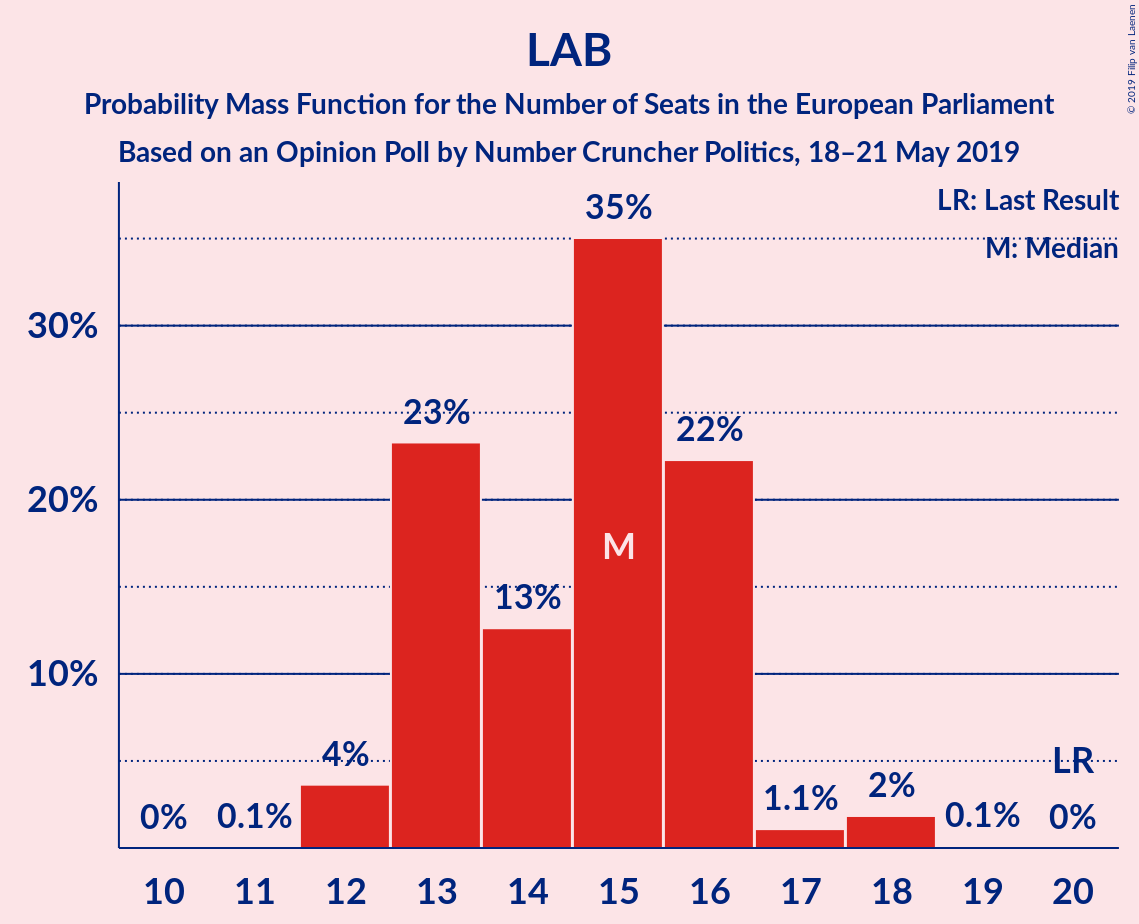 LAB
Probability Mass Function for the Number of Seats in the European Parliament
Based on an Opinion Poll by Number Cruncher Politics, 18–21 May 2019
© 2019 Filip van Laenen
LR: Last Result
M: Median
35%
30%
23%
22%
20%
M
13%
10%
4%
LR
2%
1.1%
0%
0.1%
0.1%
0%
10 11 12 13 14 15 16 17 18 19 20